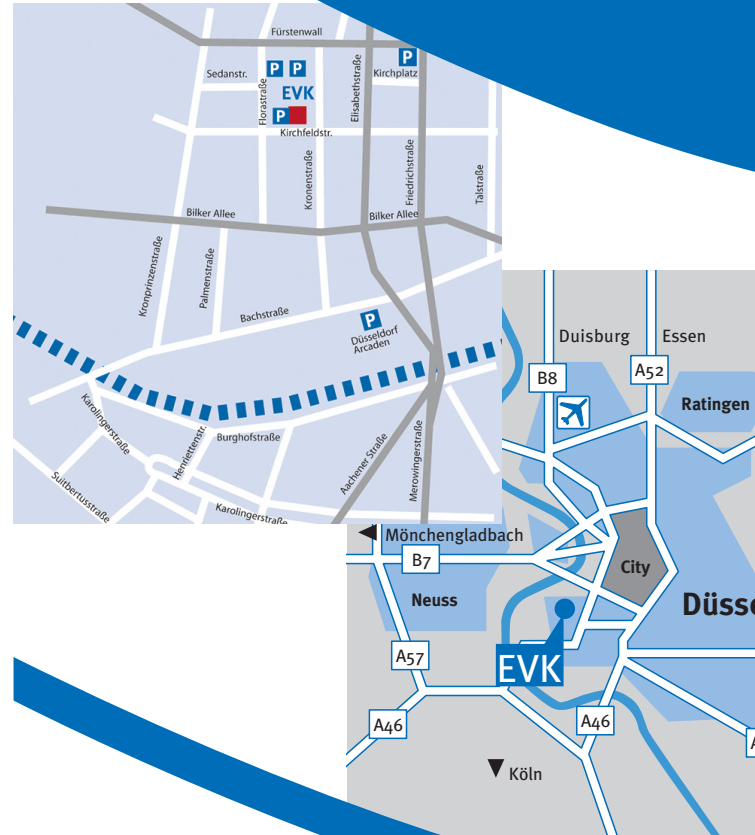 Fürstenwall
P
Sedanstr.
P P
Kirchplatz
EVK
Florastraße
Elisabethstraße
P
Kirchfeldstr.
Kronenstraße
Friedrichstraße
Talstraße
Bilker Allee
Bilker Allee
Kronprinzenstraße
Palmenstraße
Bachstraße
P
Düsseldorf
Arcaden
Karolingerstraße
Henriettenstr.
Burghofstraße
Aachener Straße
Merowingerstraße
Suitbertusstraße
Karolingerstraße
Duisburg
Essen
B8
A52
Ratingen
Mönchengladbach
B7
City
Neuss
Düsse
A57
EVK
A46
A46
A
Köln